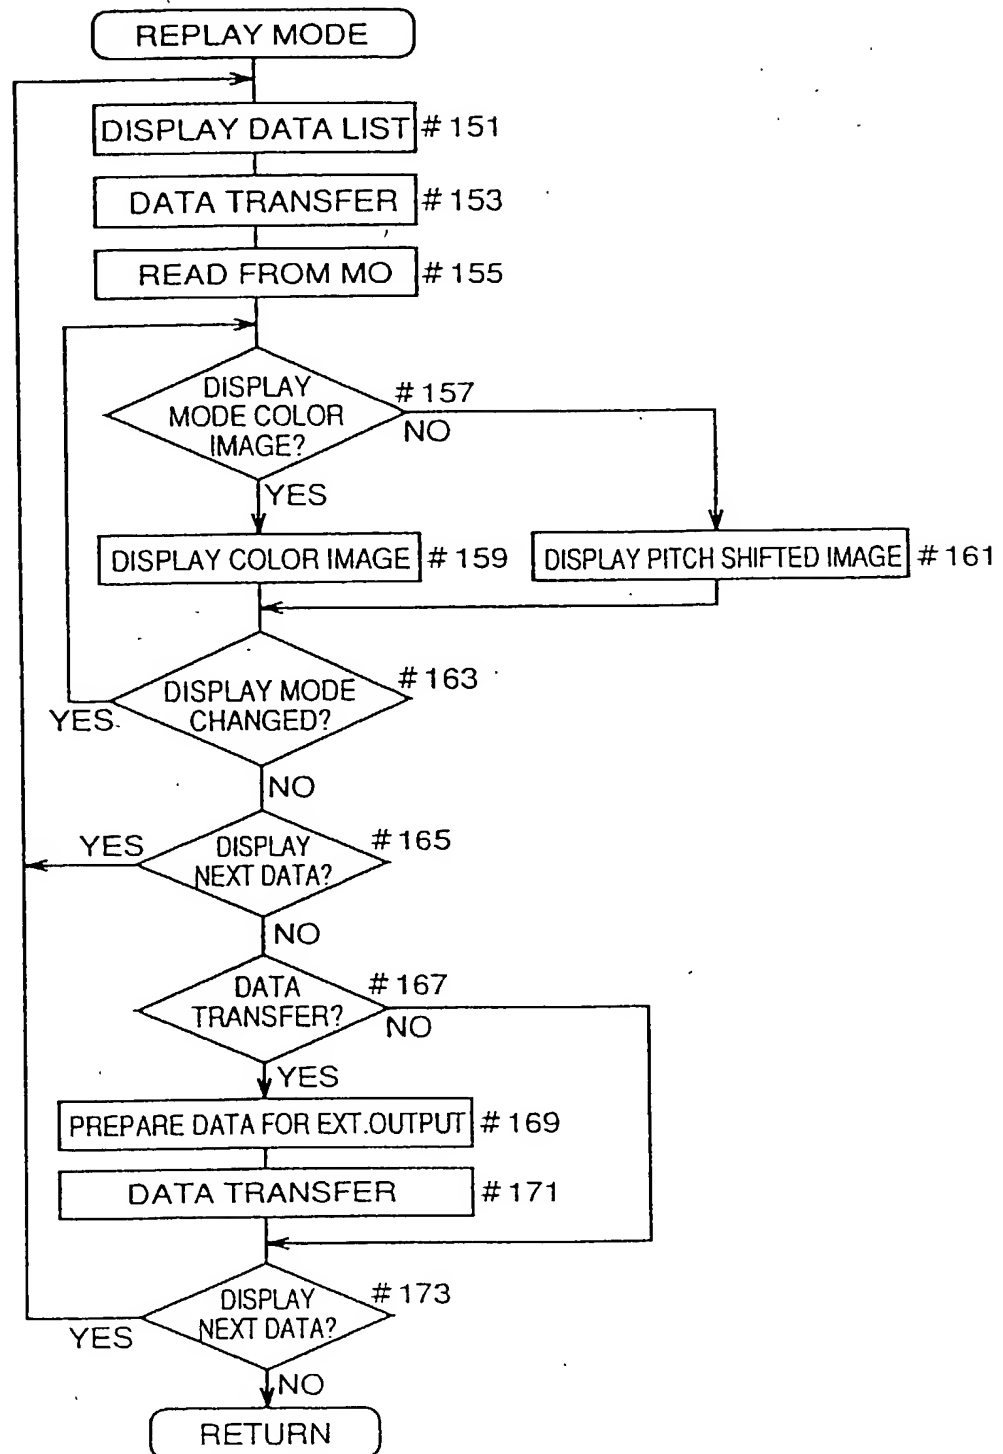 REPLAY MODE
DISPLAY DATA LIST # 151
DATA TRANSFER # 153
READ FROM MO # 155
DISPLAY
MODE COLOR
IMAGE?
# 157
NO
YES
DISPLAY COLOR IMAGE # 159
DISPLAY PITCH SHIFTED IMAGE # 161
DISPLAY MODE
CHANGED?
# 163
YES
NO
DISPLAY
NEXT DATA?
# 165
YES
NO
DATA
TRANSFER?
# 167
NO
YES
PREPARE DATA FOR EXT.OUTPUT # 169
DATA TRANSFER # 171
DISPLAY
NEXT DATA?
# 173
YES
NO
RETURN